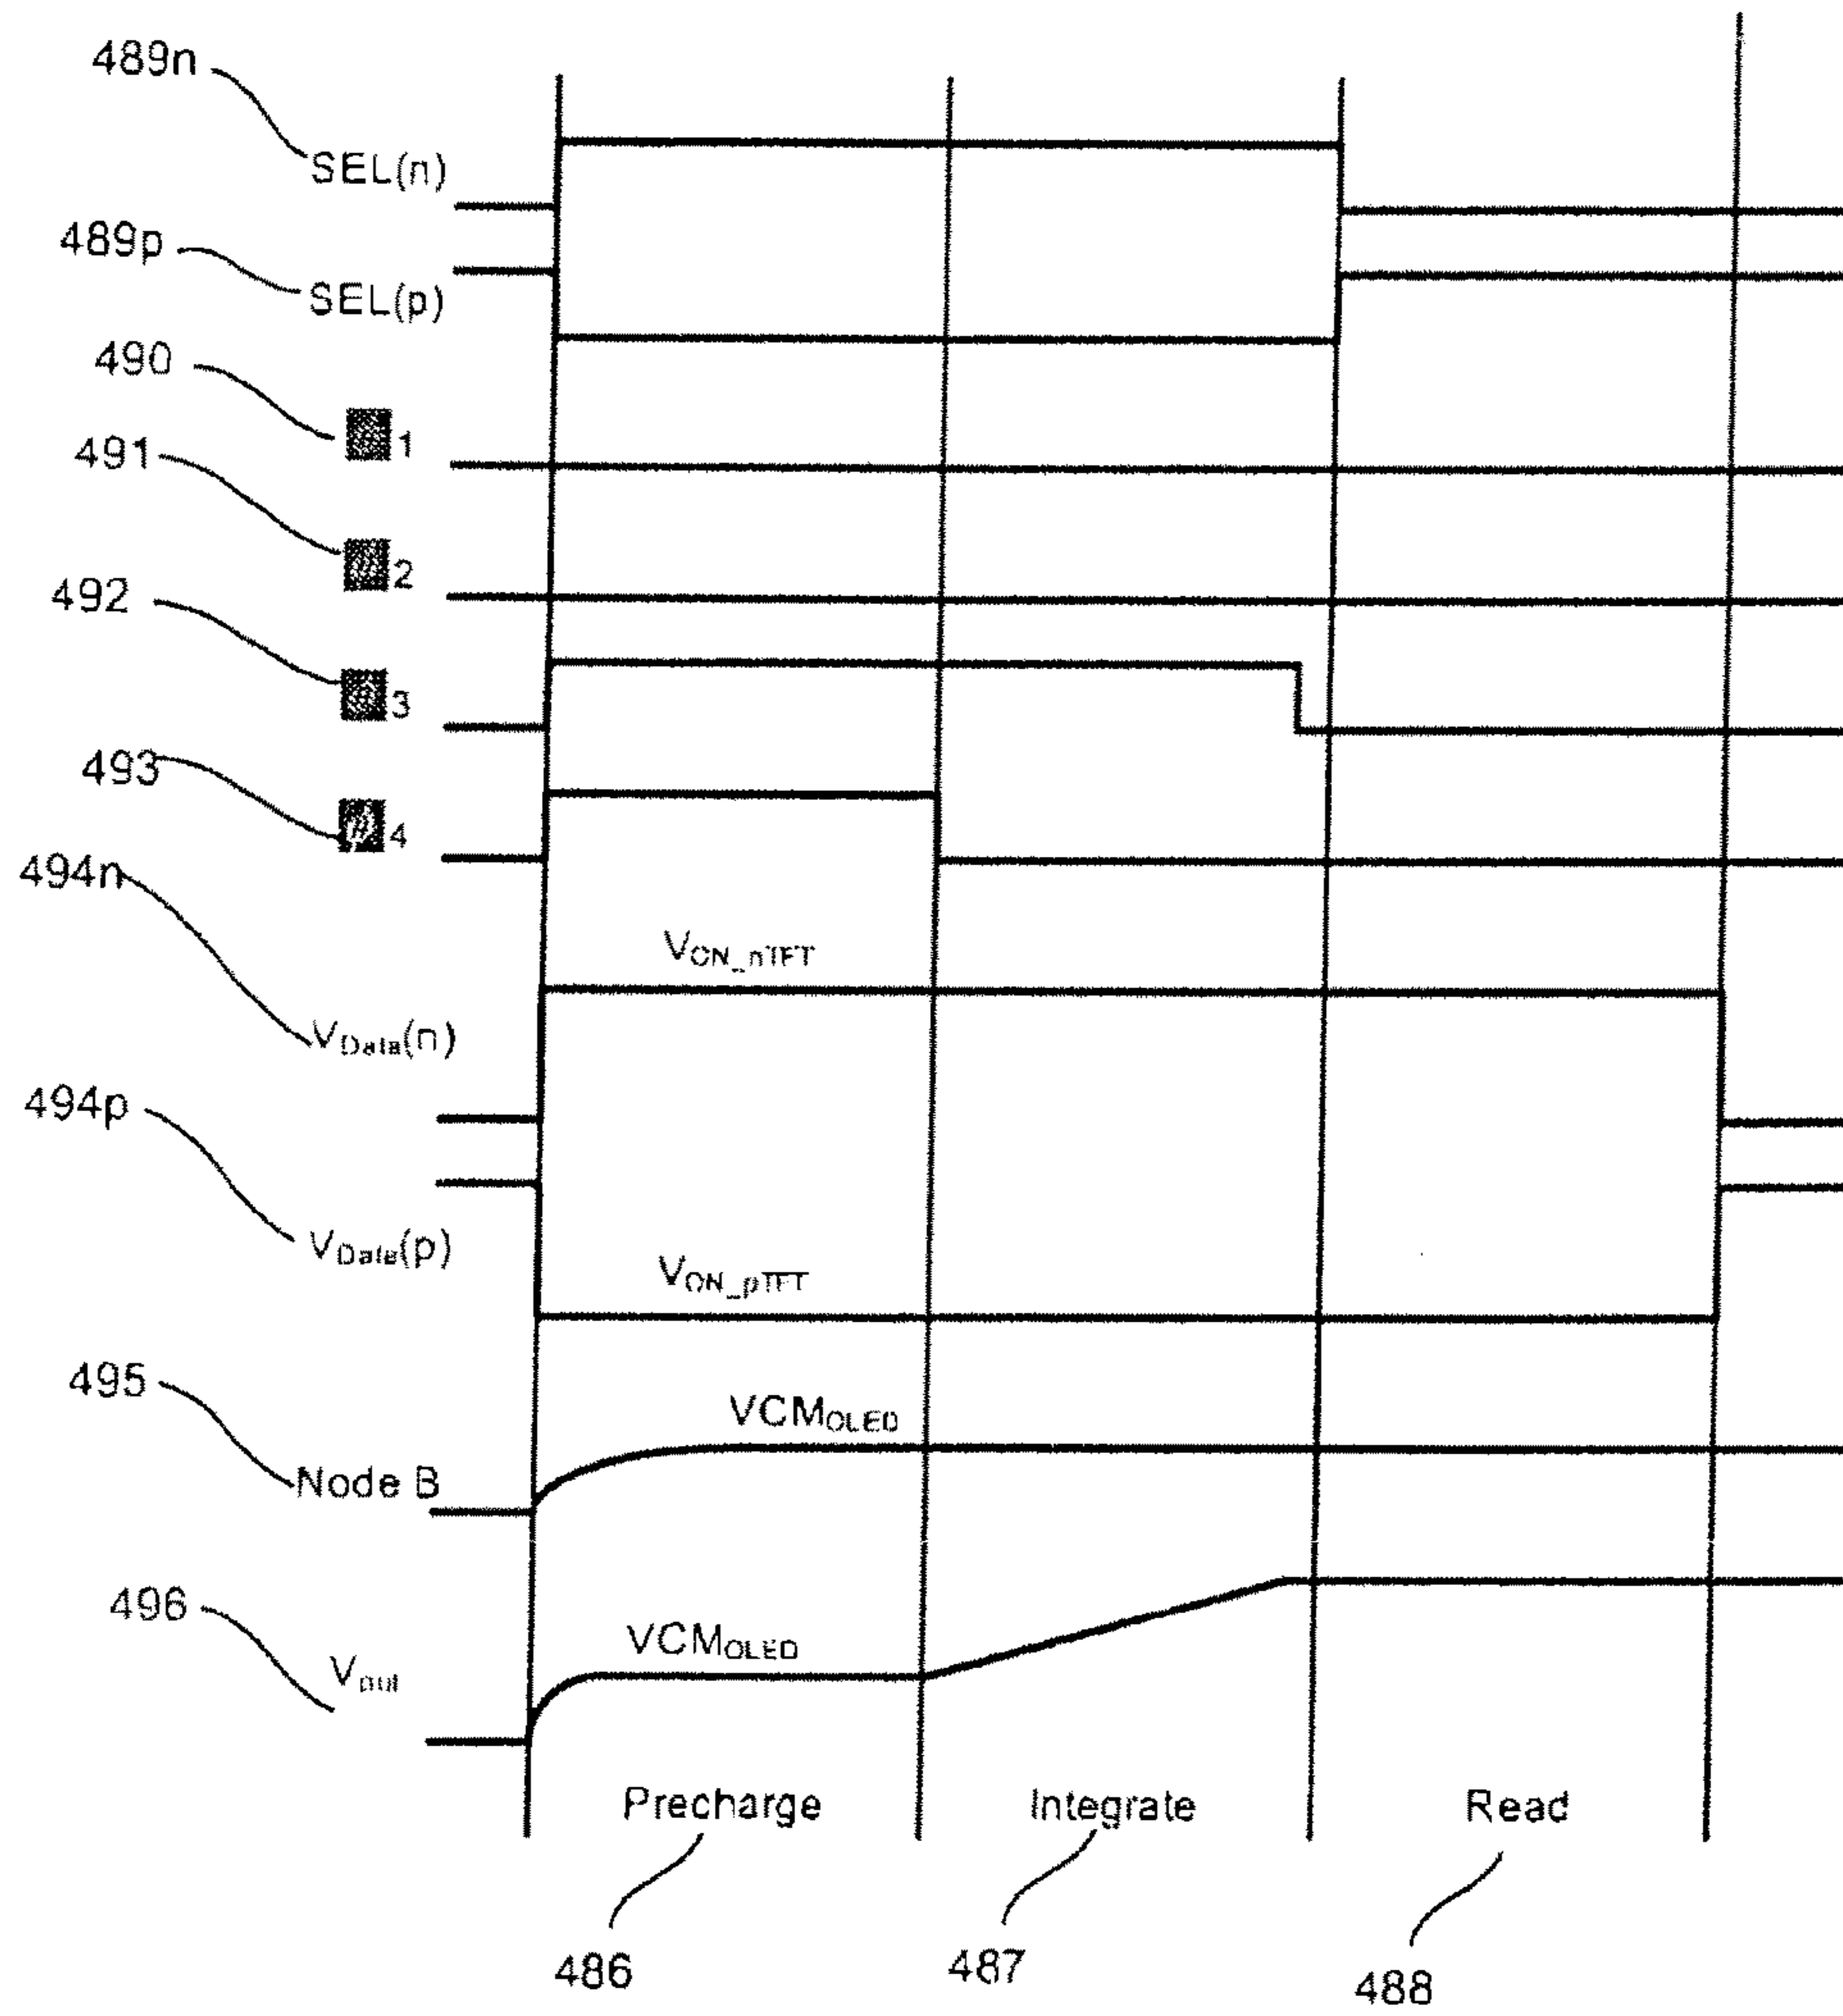 489n
SEL(n)
489p
SEL(p)
490
1
491
2
492
3
493
4
494n
V_ON_nTFT
V_Data(n)
494p
V_Data(p)
V_ON_pTFT
495
VCM_OLED
Node B
496
VCM_OLED
V_out
Precharge
Integrate
Read
486
487
488